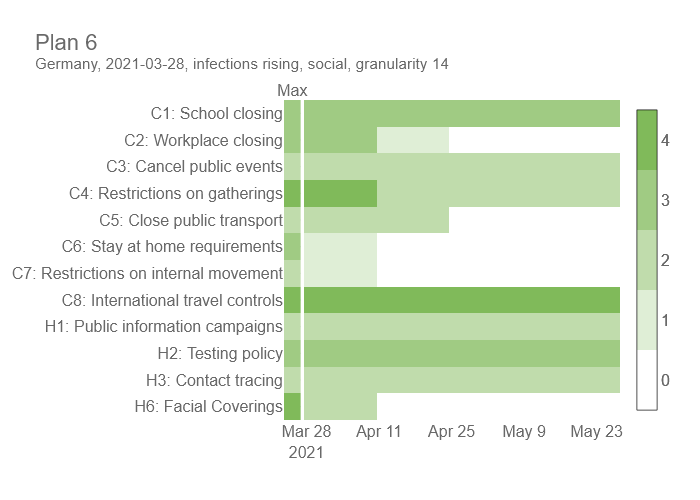 Plan 6
Germany, 2021-03-28, infections rising, social, granularity 14
Max
C1: School closing
C2: Workplace closing
C3: Cancel public events
C4: Restrictions on gatherings
C5: Close public transport
C6: Stay at home requirements
C7: Restrictions on internal movement
C8: International travel controls
H1: Public information campaigns
H2: Testing policy
H3: Contact tracing
H6: Facial Coverings
Mar 28 Apr 11 Apr 25 May 9 May 23
2021
4
3
2
1
0